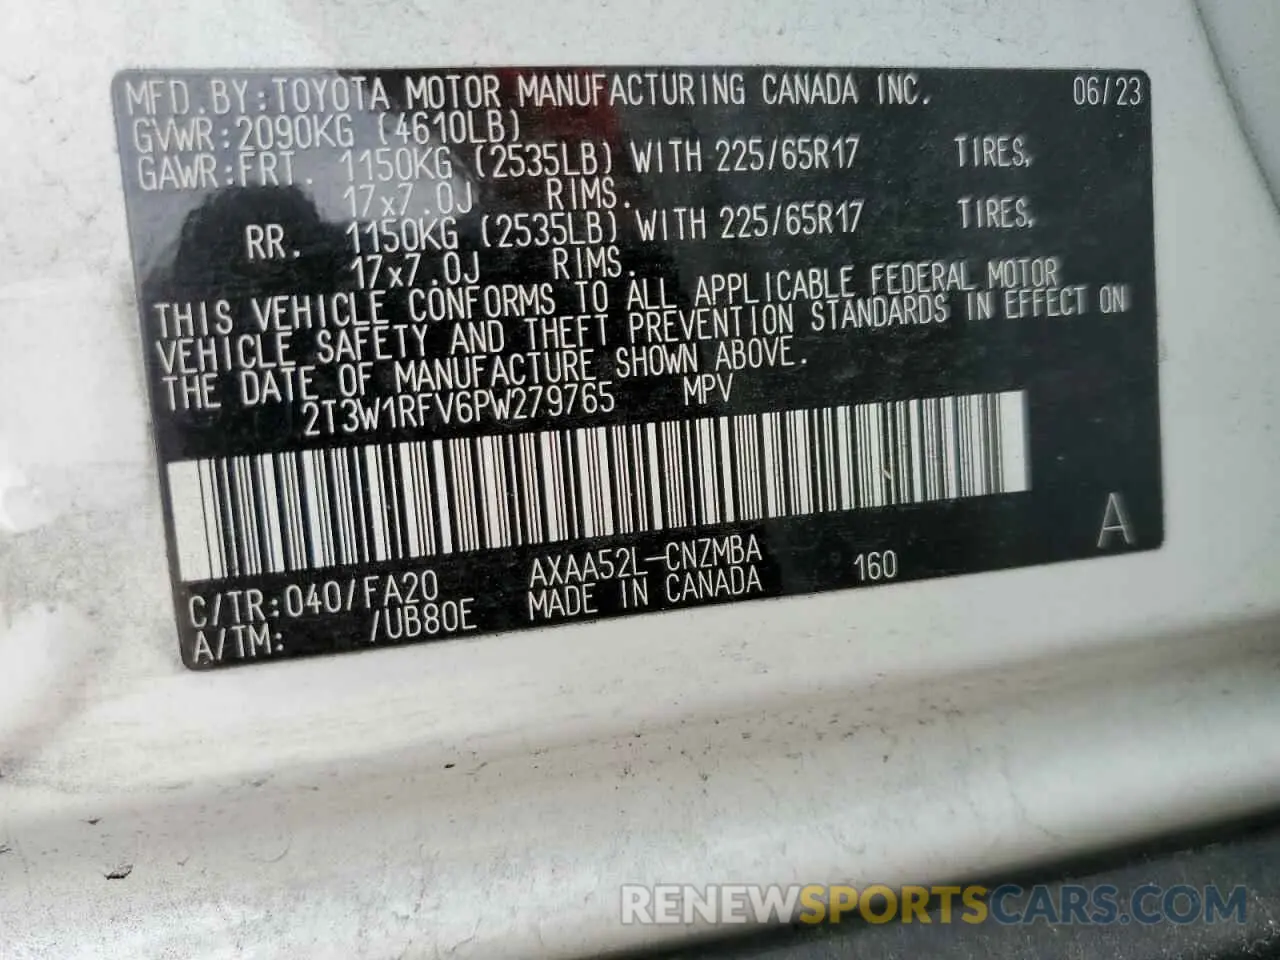 MFD.BY:TOYOTA MOTOR MANUFACTURING CANADA INC. 06/23
GVWR:2090KG (4610LB)
GAWR:FRT. 1150KG (2535LB) WITH 225/65R17 TIRES,
17x7.0J RIMS.
RR. 1150KG (2535LB) WITH 225/65R17 TIRES,
17x7.0J RIMS.
THIS VEHICLE CONFORMS TO ALL APPLICABLE FEDERAL MOTOR
VEHICLE SAFETY AND THEFT PREVENTION STANDARDS IN EFFECT ON
THE DATE OF MANUFACTURE SHOWN ABOVE.
2T3W1RFV6PW279765 MPV
A
C/TR:040/FA20 AXAA52L-CNZMBA 160
A/TM: /UB80E MADE IN CANADA
RENEWSPORTSCARS.COM